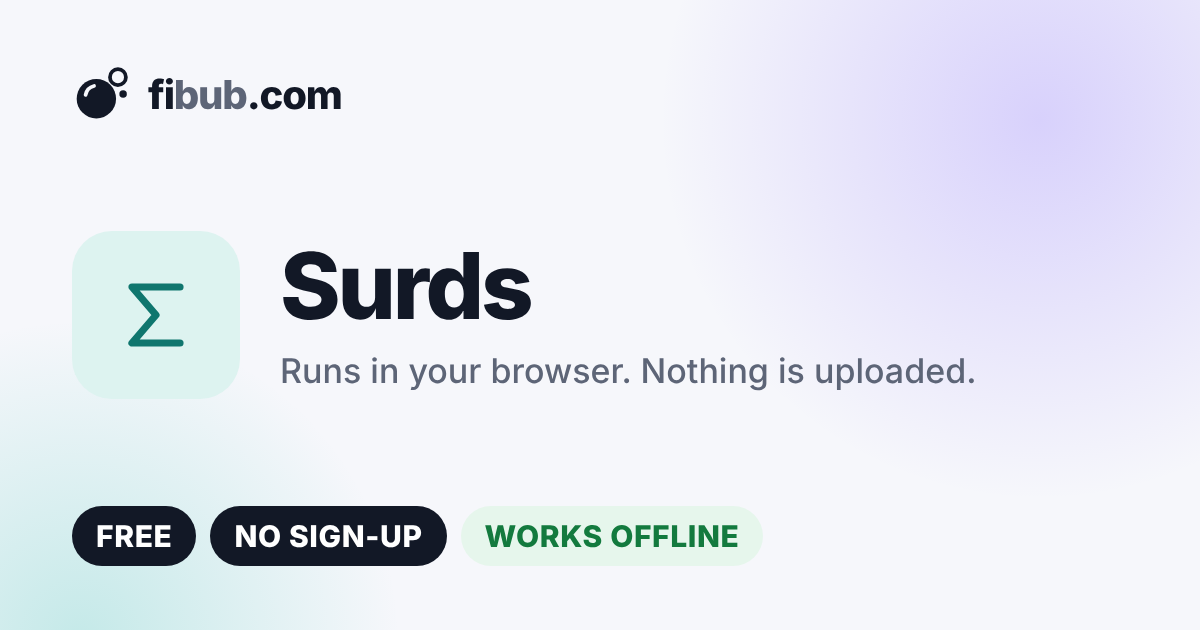 fibub.com
Surds
Runs in your browser. Nothing is uploaded.
FREE NO SIGN-UP WORKS OFFLINE